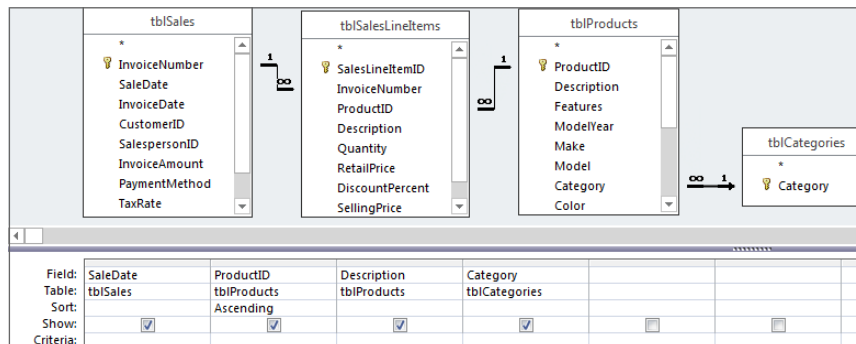 tblSales
*
InvoiceNumber
SaleDate
InvoiceDate
CustomerID
SalespersonID
InvoiceAmount
PaymentMethod
TaxRate
1
∞
tblSalesLineItems
*
SalesLineItemID
InvoiceNumber
ProductID
Description
Quantity
RetailPrice
DiscountPercent
SellingPrice
1
∞
tblProducts
*
ProductID
Description
Features
ModelYear
Make
Model
Category
Color
∞ 1
tblCategories
*
Category
Field: SaleDate ProductID Description Category
Table: tblSales tblProducts tblProducts tblCategories
Sort: Ascending
Show:
Criteria: